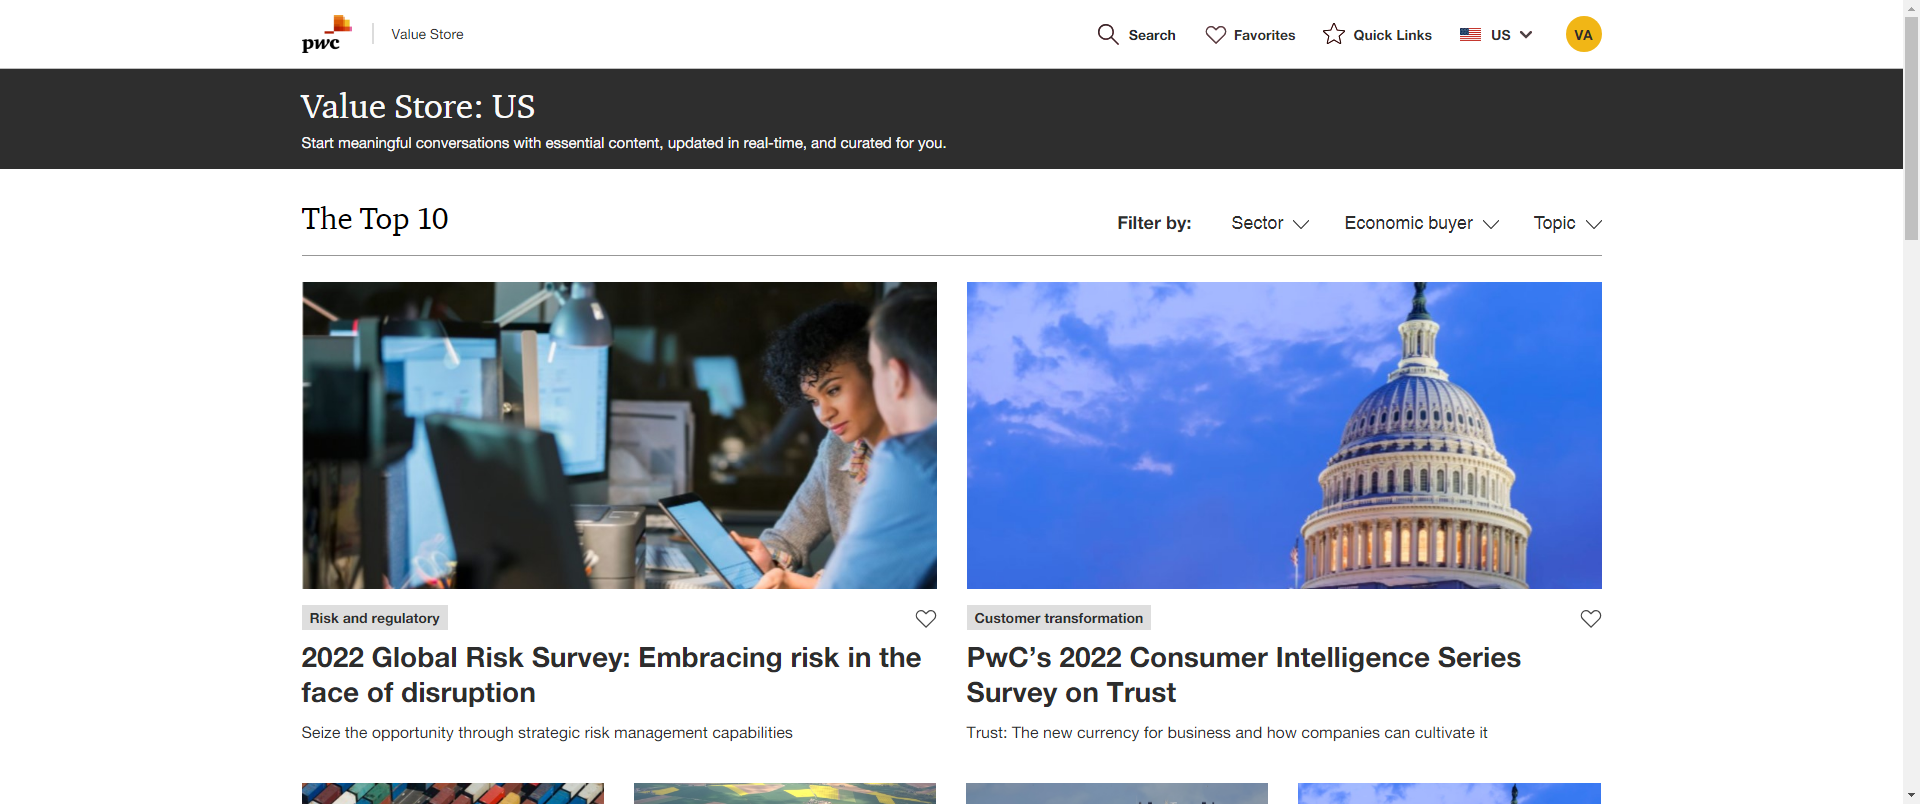 pwc
Value Store
Search
Favorites
Quick Links
US
VA
Value Store: US
Start meaningful conversations with essential content, updated in real-time, and curated for you.
The Top 10
Filter by:
Sector
Economic buyer
Topic
Risk and regulatory
2022 Global Risk Survey: Embracing risk in the
face of disruption
Seize the opportunity through strategic risk management capabilities
Customer transformation
PwC’s 2022 Consumer Intelligence Series
Survey on Trust
Trust: The new currency for business and how companies can cultivate it